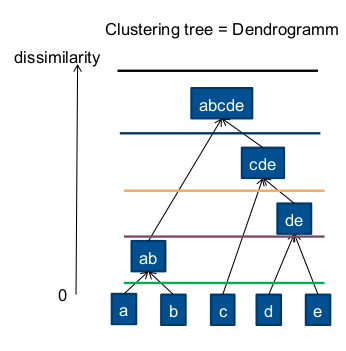 Clustering tree = Dendrogramm
dissimilarity
abcde
cde
de
ab
0
a b c d e